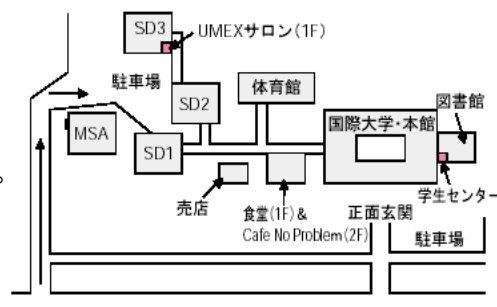 SD3
UMEXサロン(1F)
駐車場
体育館
図書館
SD2
国際大学・本館
MSA
SD1
。
学生センター
売店
食堂(1F)&
Cafe No Problem(2F)
正面玄関
駐車場